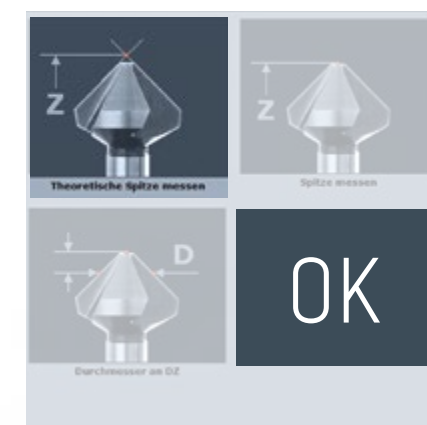 Z
Theoretische Spitze messen
Z
Spitze messen
D
Durchmesser an DZ
OK